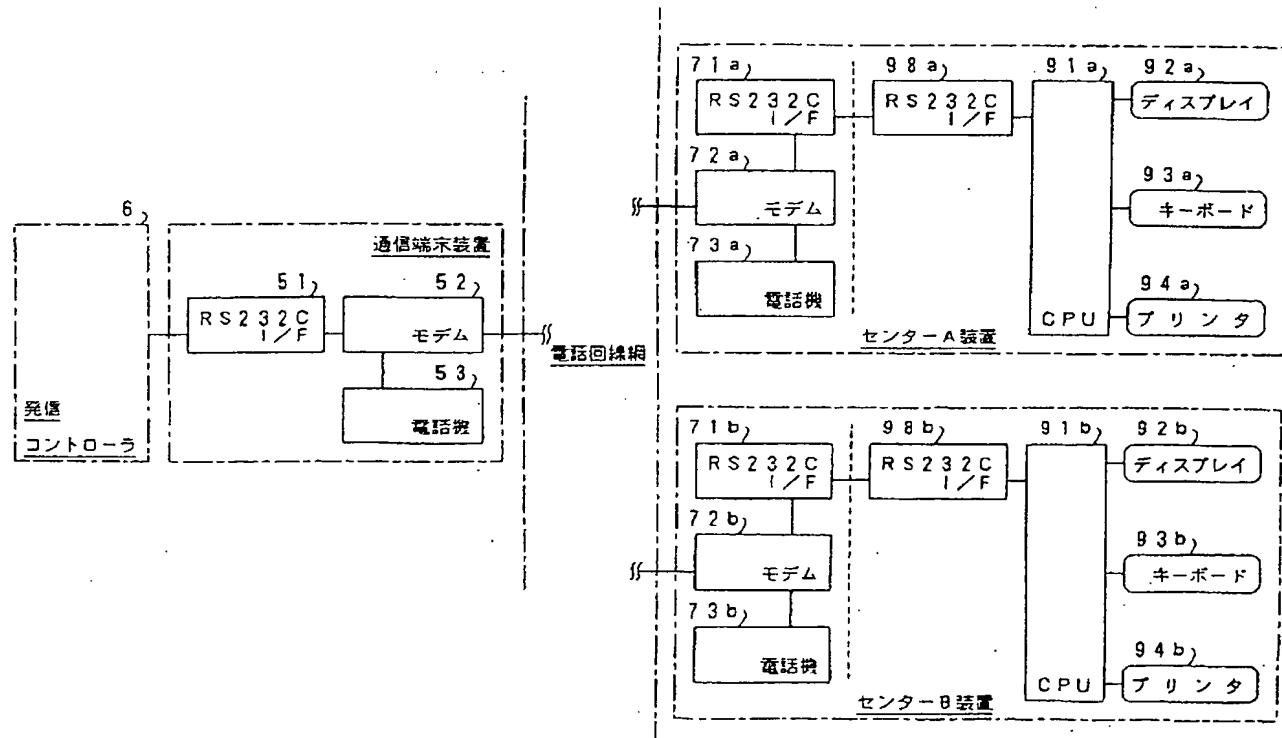 6
発信
コントローラ
通信端末装置
51
RS232C
I/F
52
モデム
53
電話機
電話回線網
71a
RS232C
I/F
72a
モデム
73a
電話機
98a
RS232C
I/F
91a
CPU
92a
ディスプレイ
93a
キーボード
94a
プリンタ
センターA装置
71b
RS232C
I/F
72b
モデム
73b
電話機
98b
RS232C
I/F
91b
CPU
92b
ディスプレイ
93b
キーボード
94b
プリンタ
センターB装置